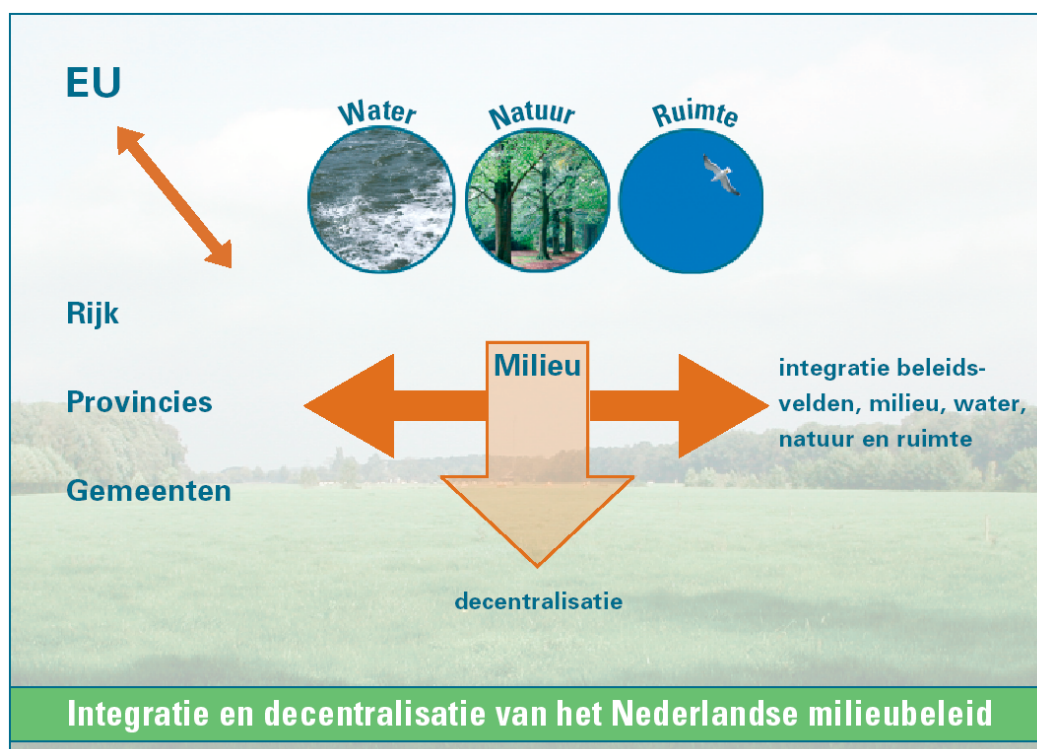 EU
Water
Natuur
Ruimte
Rijk
Provincies
Gemeenten
Milieu
integratie beleids-
velden, milieu, water,
natuur en ruimte
decentralisatie
Integratie en decentralisatie van het Nederlandse milieubeleid